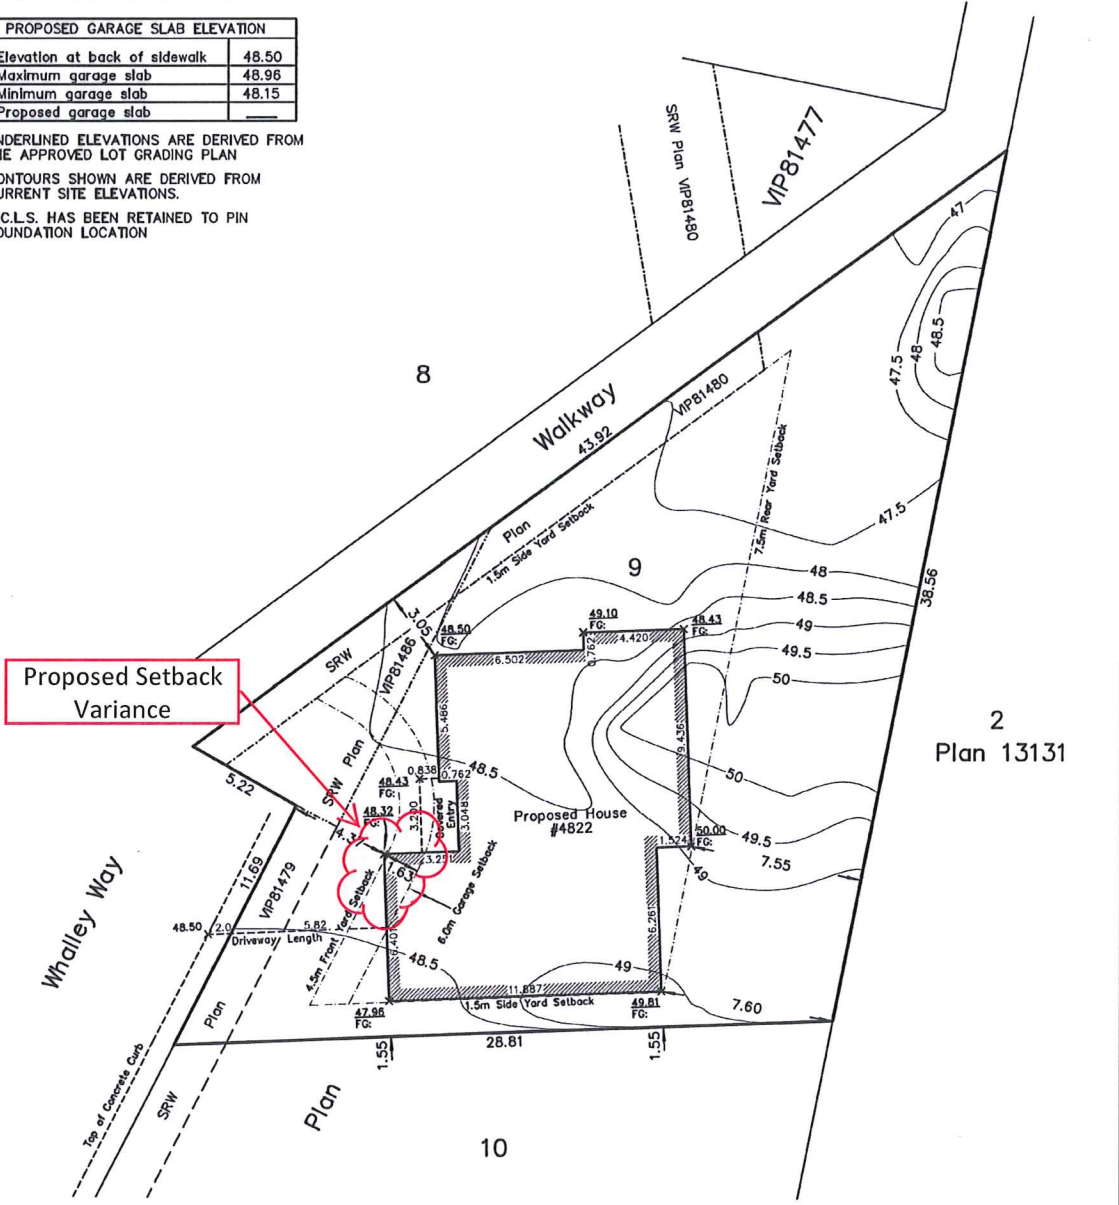 PROPOSED GARAGE SLAB ELEVATION
Elevation at back of sidewalk 48.50
Maximum garage slab 48.96
Minimum garage slab 48.15
Proposed garage slab
NDERLINED ELEVATIONS ARE DERIVED FROM
HE APPROVED LOT GRADING PLAN
ONTOURS SHOWN ARE DERIVED FROM
URRENT SITE ELEVATIONS.
.C.L.S. HAS BEEN RETAINED TO PIN
OUNDATION LOCATION
SRW Plan VIP81480
VIP81477
47
48.5
48
47.5
8
Walkway
43.92
VIP81480
Plan
1.5m Side Yard Setback
7.5m Rear Yard Setback
47.5
9
48
48.5
49
49.5
50
38.56
49.10
FG:
48.43
FG:
4.420
0.762
3.05
48.50
FG:
6.502
SRW
VIP81486
Proposed Setback
Variance
5.486
9.436
2
Plan 13131
5.22
SRW Plan
0.838
0.762
48.5
48.43
FG:
50
48.32
FG:
3.200
Covered
Entry
3.048
Proposed House
#4822
50.00
FG:
1.524
49.5
7.55
49
3.251
1.63
6.0m Garage Setback
4.5m Front Yard Setback
11.69
VIP81479
Whalley Way
48.50
2.0
5.82
Driveway Length
6.401
48.5
6.261
49
11.887
1.5m Side Yard Setback
47.96
FG:
49.81
FG:
7.60
1.55
28.81
1.55
Plan
SRW
Top of Concrete Curb
Plan
10